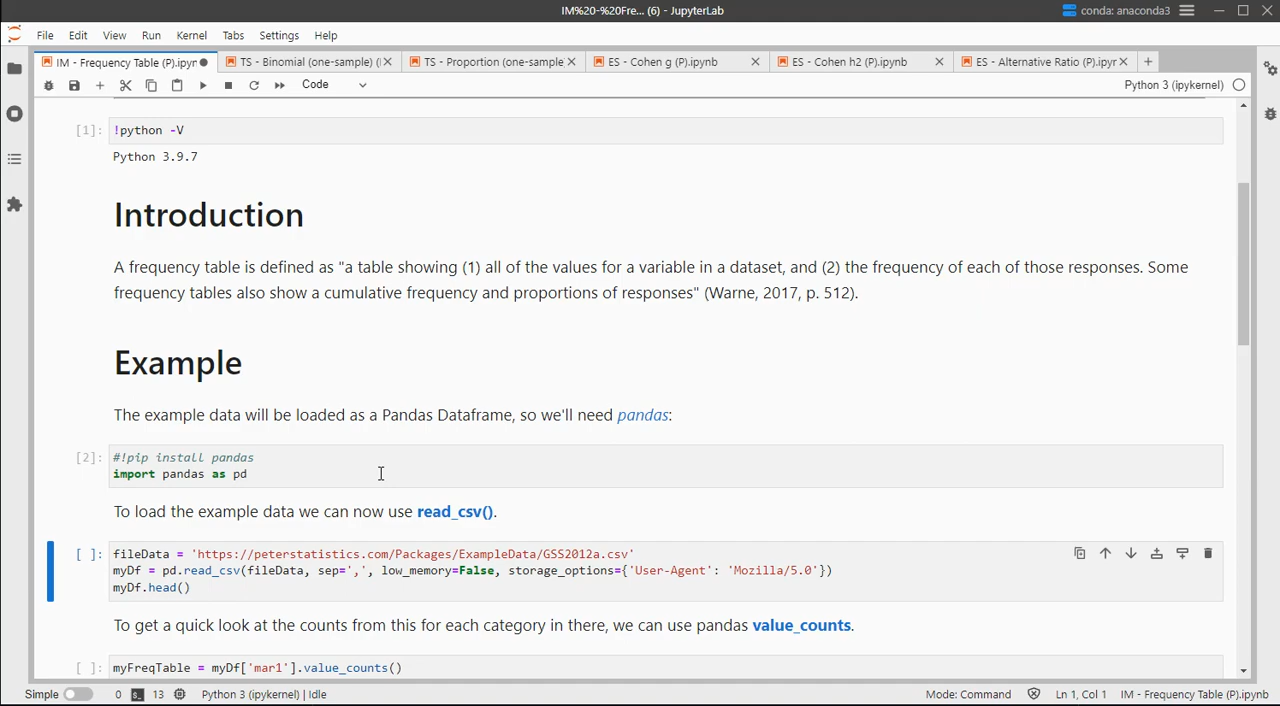 IM%20-%20Fre... (6) - JupyterLab
conda: anaconda3
File Edit View Run Kernel Tabs Settings Help
IM - Frequency Table (P).ipyn
TS - Binomial (one-sample) (
TS - Proportion (one-sample
ES - Cohen g (P).ipynb
ES - Cohen h2 (P).ipynb
ES - Alternative Ratio (P).ipyr
Code
Python 3 (ipykernel)
[1]: !python -V
Python 3.9.7
Introduction
A frequency table is defined as "a table showing (1) all of the values for a variable in a dataset, and (2) the frequency of each of those responses. Some
frequency tables also show a cumulative frequency and proportions of responses" (Warne, 2017, p. 512).
Example
The example data will be loaded as a Pandas Dataframe, so we'll need pandas:
[2]: #!pip install pandas
import pandas as pd
To load the example data we can now use read_csv().
[ ]: fileData = 'https://peterstatistics.com/Packages/ExampleData/GSS2012a.csv'
myDf = pd.read_csv(fileData, sep=',', low_memory=False, storage_options={'User-Agent': 'Mozilla/5.0'})
myDf.head()
To get a quick look at the counts from this for each category in there, we can use pandas value_counts.
[ ]: myFreqTable = myDf['mar1'].value_counts()
Simple 0 13 Python 3 (ipykernel) | Idle Mode: Command Ln 1, Col 1 IM - Frequency Table (P).ipynb